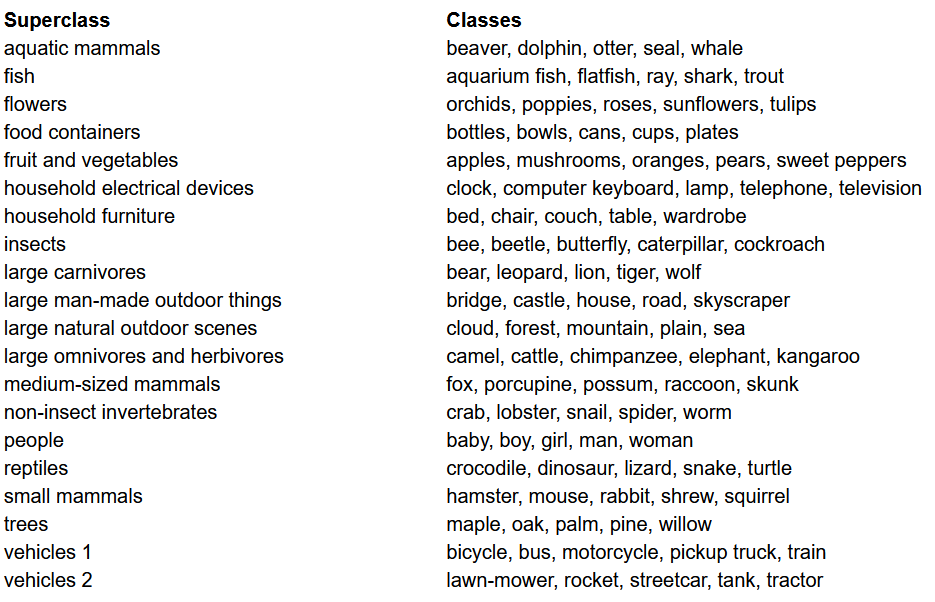 Superclass Classes
aquatic mammals beaver, dolphin, otter, seal, whale
fish aquarium fish, flatfish, ray, shark, trout
flowers orchids, poppies, roses, sunflowers, tulips
food containers bottles, bowls, cans, cups, plates
fruit and vegetables apples, mushrooms, oranges, pears, sweet peppers
household electrical devices clock, computer keyboard, lamp, telephone, television
household furniture bed, chair, couch, table, wardrobe
insects bee, beetle, butterfly, caterpillar, cockroach
large carnivores bear, leopard, lion, tiger, wolf
large man-made outdoor things bridge, castle, house, road, skyscraper
large natural outdoor scenes cloud, forest, mountain, plain, sea
large omnivores and herbivores camel, cattle, chimpanzee, elephant, kangaroo
medium-sized mammals fox, porcupine, possum, raccoon, skunk
non-insect invertebrates crab, lobster, snail, spider, worm
people baby, boy, girl, man, woman
reptiles crocodile, dinosaur, lizard, snake, turtle
small mammals hamster, mouse, rabbit, shrew, squirrel
trees maple, oak, palm, pine, willow
vehicles 1 bicycle, bus, motorcycle, pickup truck, train
vehicles 2 lawn-mower, rocket, streetcar, tank, tractor